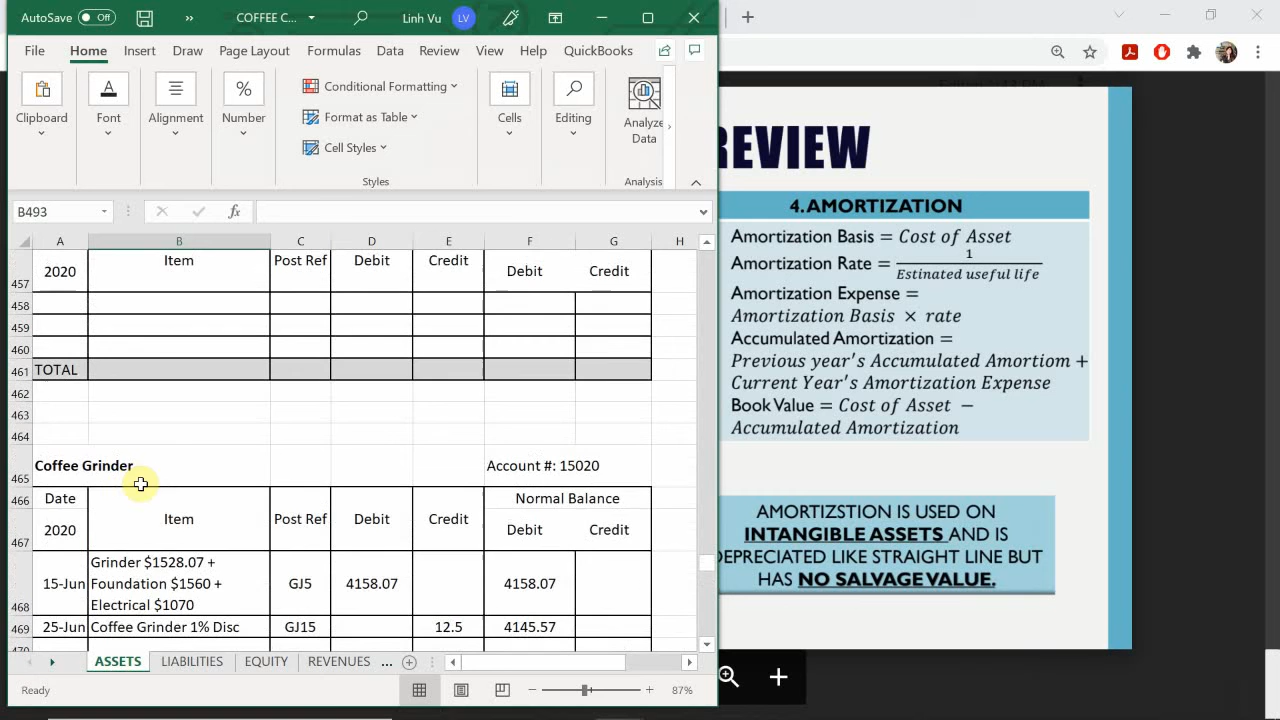 AutoSave Off
COFFEE C...
Linh Vu LV
File Home Insert Draw Page Layout Formulas Data Review View Help QuickBooks
Clipboard
Font
Alignment
%
Number
Conditional Formatting
Format as Table
Cell Styles
Styles
Cells
Editing
Analyze
Data
Analysis
B493
fx
A B C D E F G H
457 2020 Item Post Ref Debit Credit Debit Credit
458
459
460
461 TOTAL
462
463
464
465 Coffee Grinder Account #: 15020
466 Date Normal Balance
Item Post Ref Debit Credit
467 2020 Debit Credit
Grinder $1528.07 +
15-Jun Foundation $1560 + GJ5 4158.07 4158.07
468 Electrical $1070
469 25-Jun Coffee Grinder 1% Disc GJ15 12.5 4145.57
ASSETS LIABILITIES EQUITY REVENUES ...
Ready
87%
REVIEW
4. AMORTIZATION
Amortization Basis = Cost of Asset
Amortization Rate = 1 / Estinated useful life
Amortization Expense =
Amortization Basis × rate
Accumulated Amortization =
Previous year's Accumulated Amortiom +
Current Year's Amortization Expense
Book Value = Cost of Asset −
Accumulated Amortization
AMORTIZSTION IS USED ON
INTANGIBLE ASSETS AND IS
DEPRECIATED LIKE STRAIGHT LINE BUT
HAS NO SALVAGE VALUE.